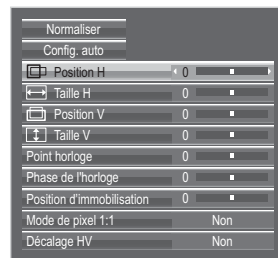 Normaliser
Config. auto
Position H 0
Taille H 0
Position V 0
Taille V 0
Point horloge 0
Phase de l'horloge 0
Position d'immobilisation 0
Mode de pixel 1:1 Non
Décalage HV Non